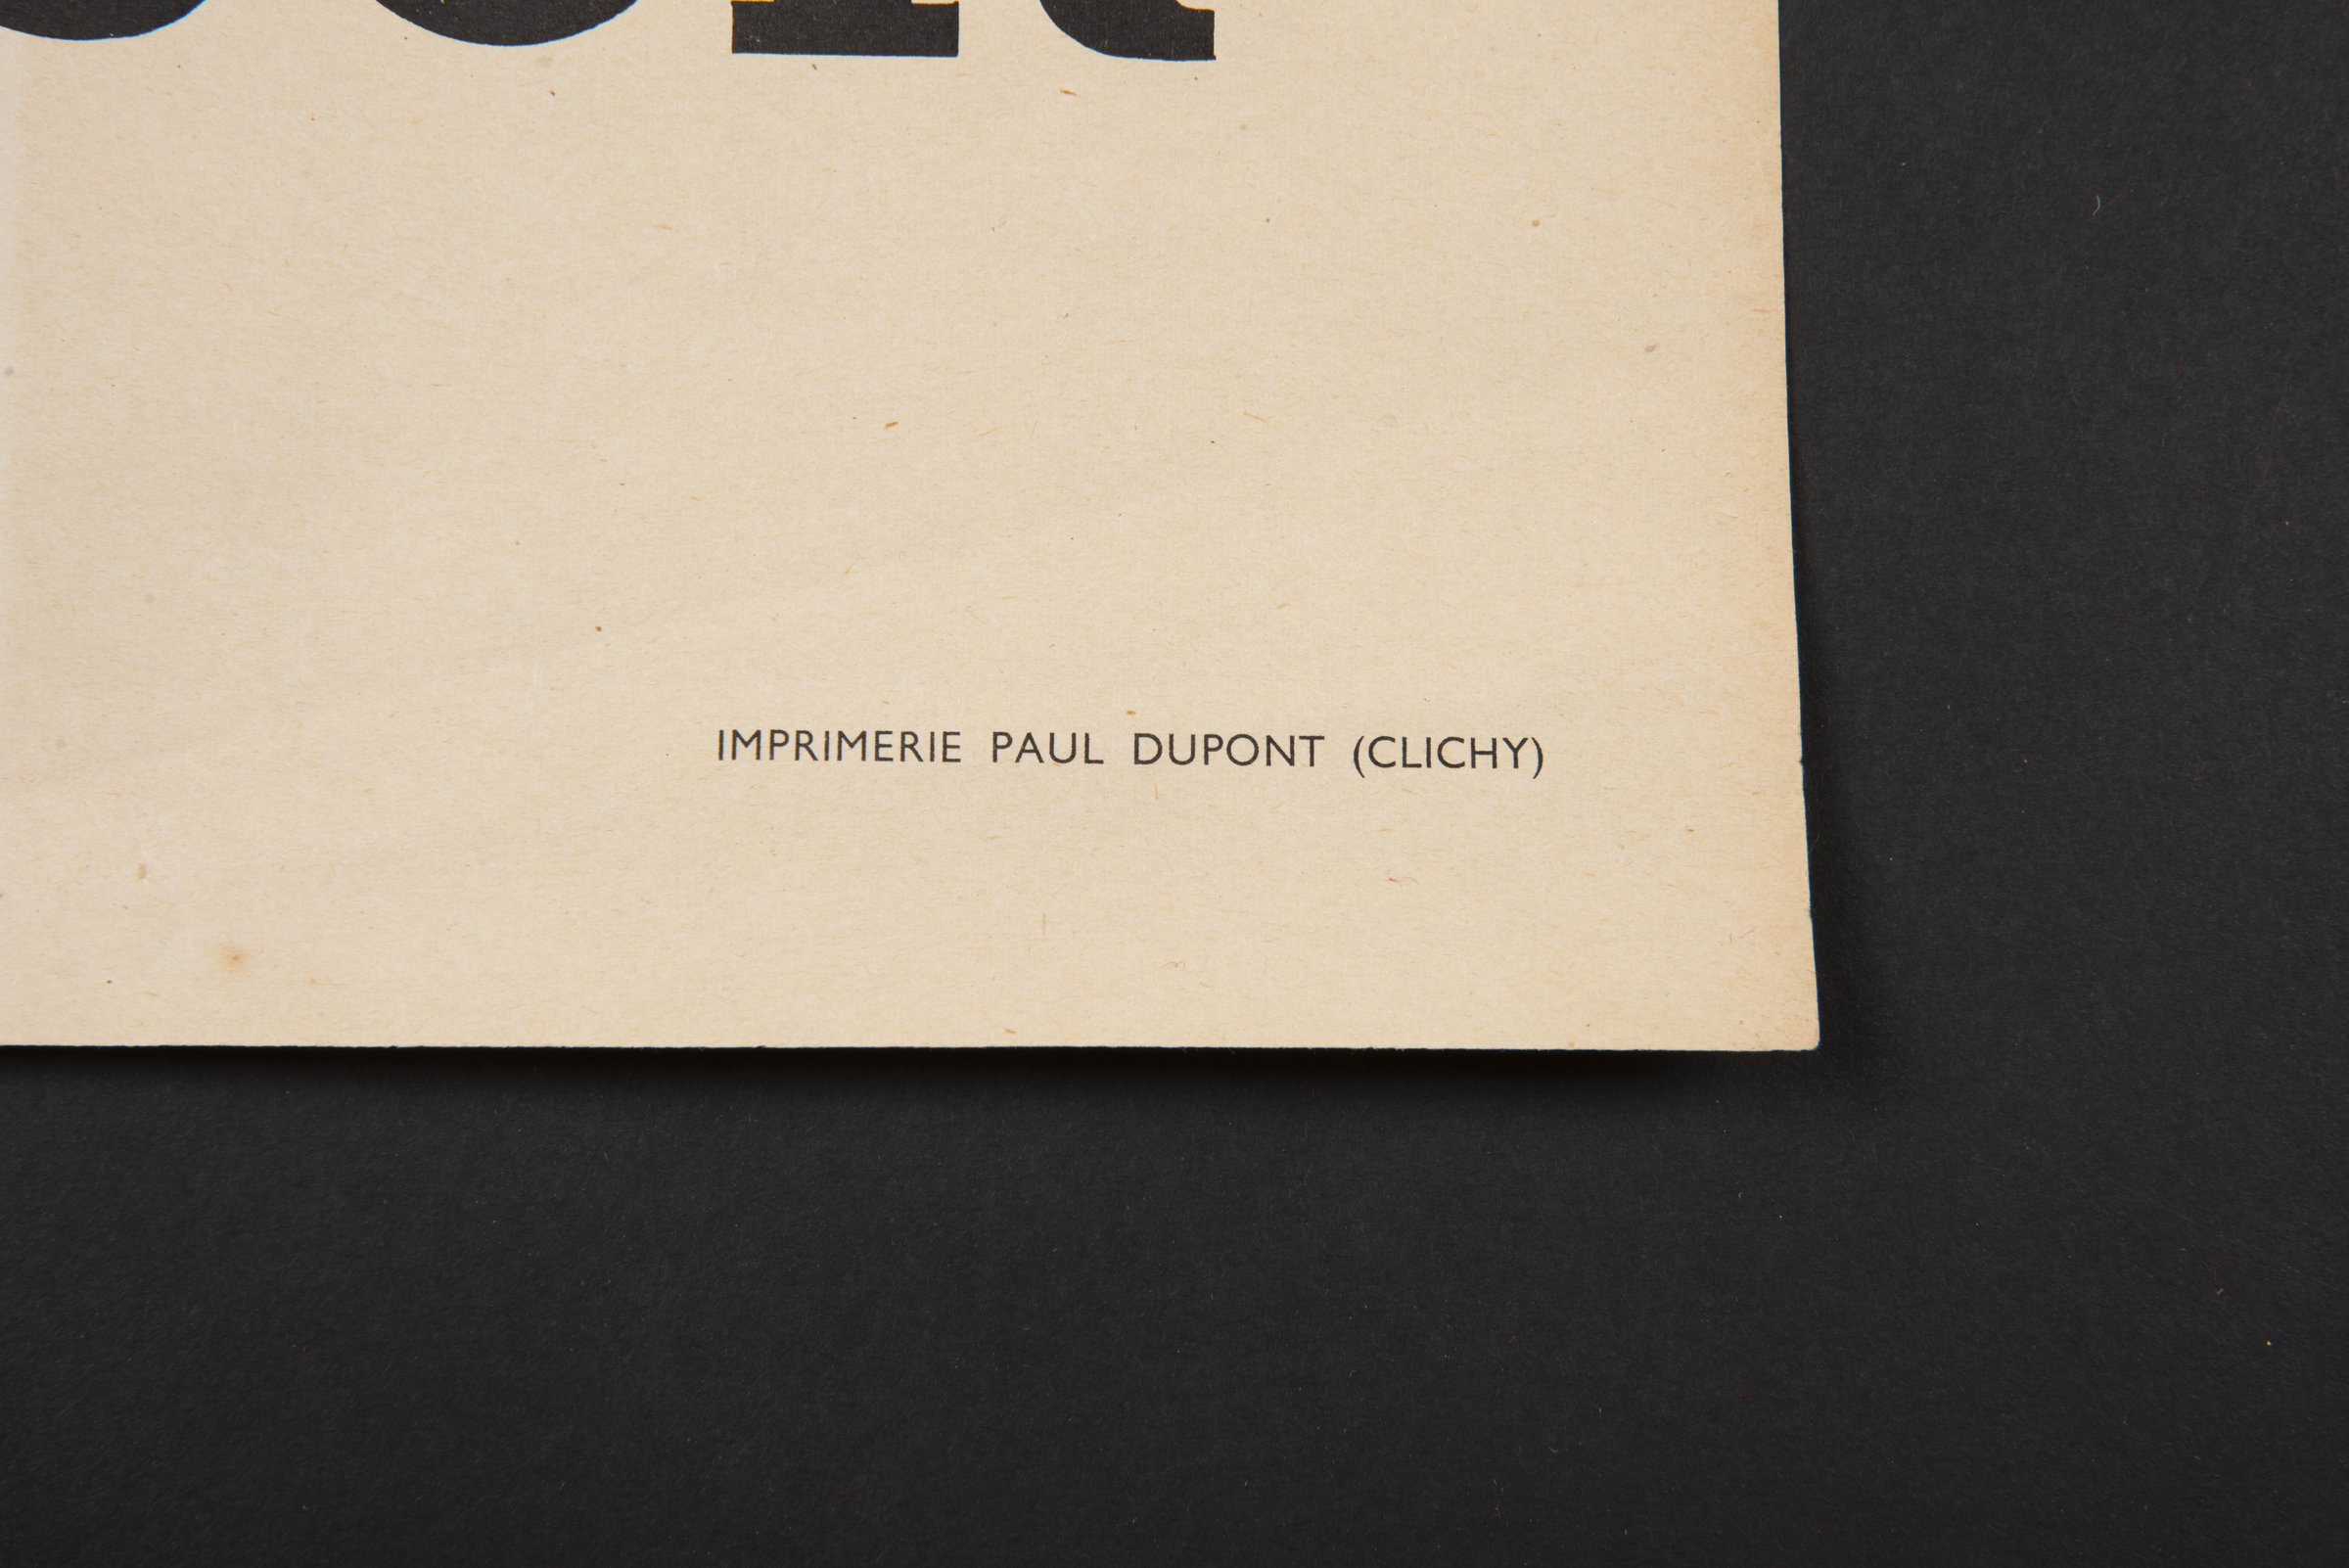 IMPRIMERIE PAUL DUPONT (CLICHY)